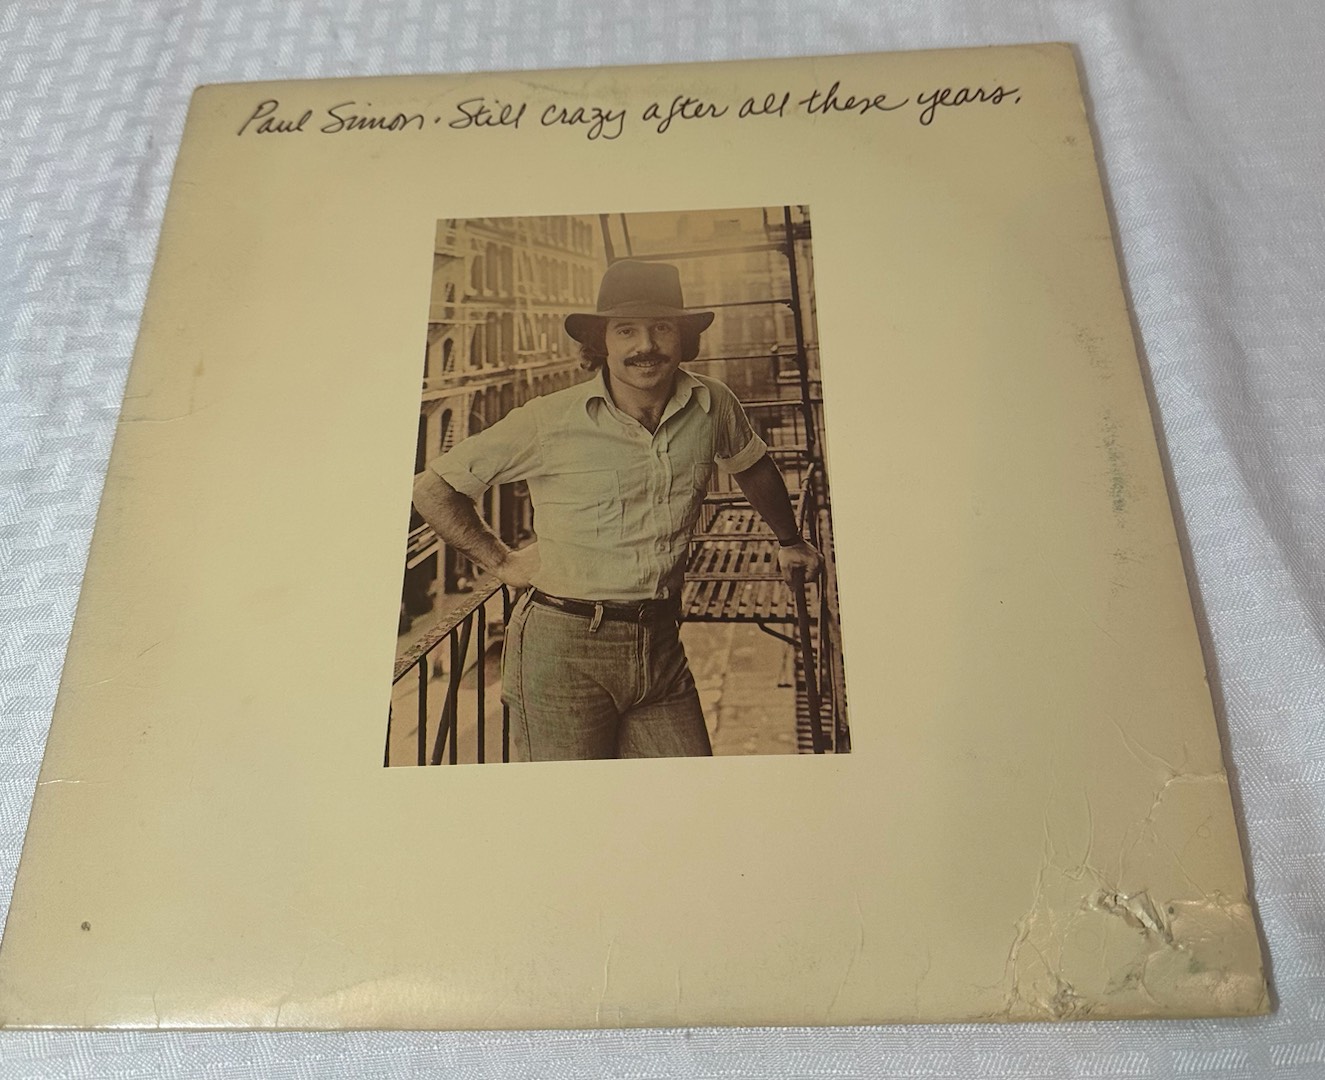 Paul Simon · Still crazy after all these years.